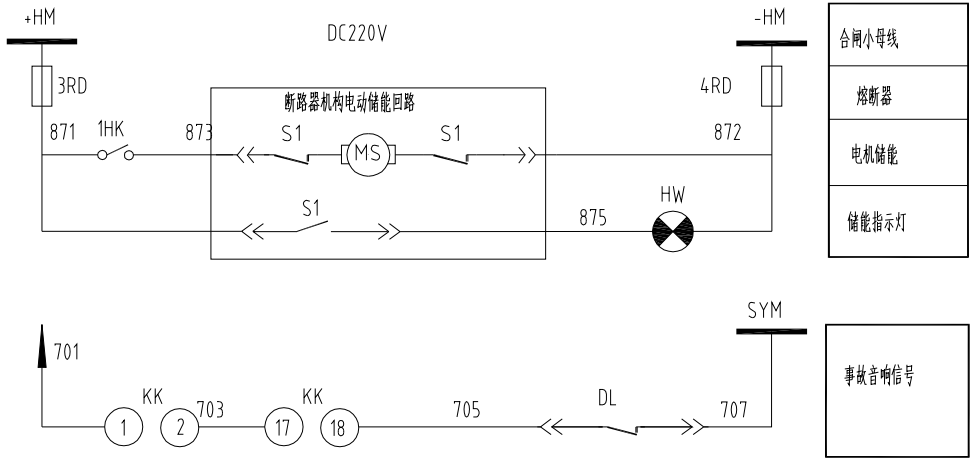 +HM
DC220V
-HM
合闸小母线
3RD
断路器机构电动储能回路
4RD
熔断器
871
1HK
873
S1
MS
S1
872
电机储能
S1
875
HW
储能指示灯
701
SYM
事故音响信号
KK
703
KK
705
DL
707
1
2
17
18